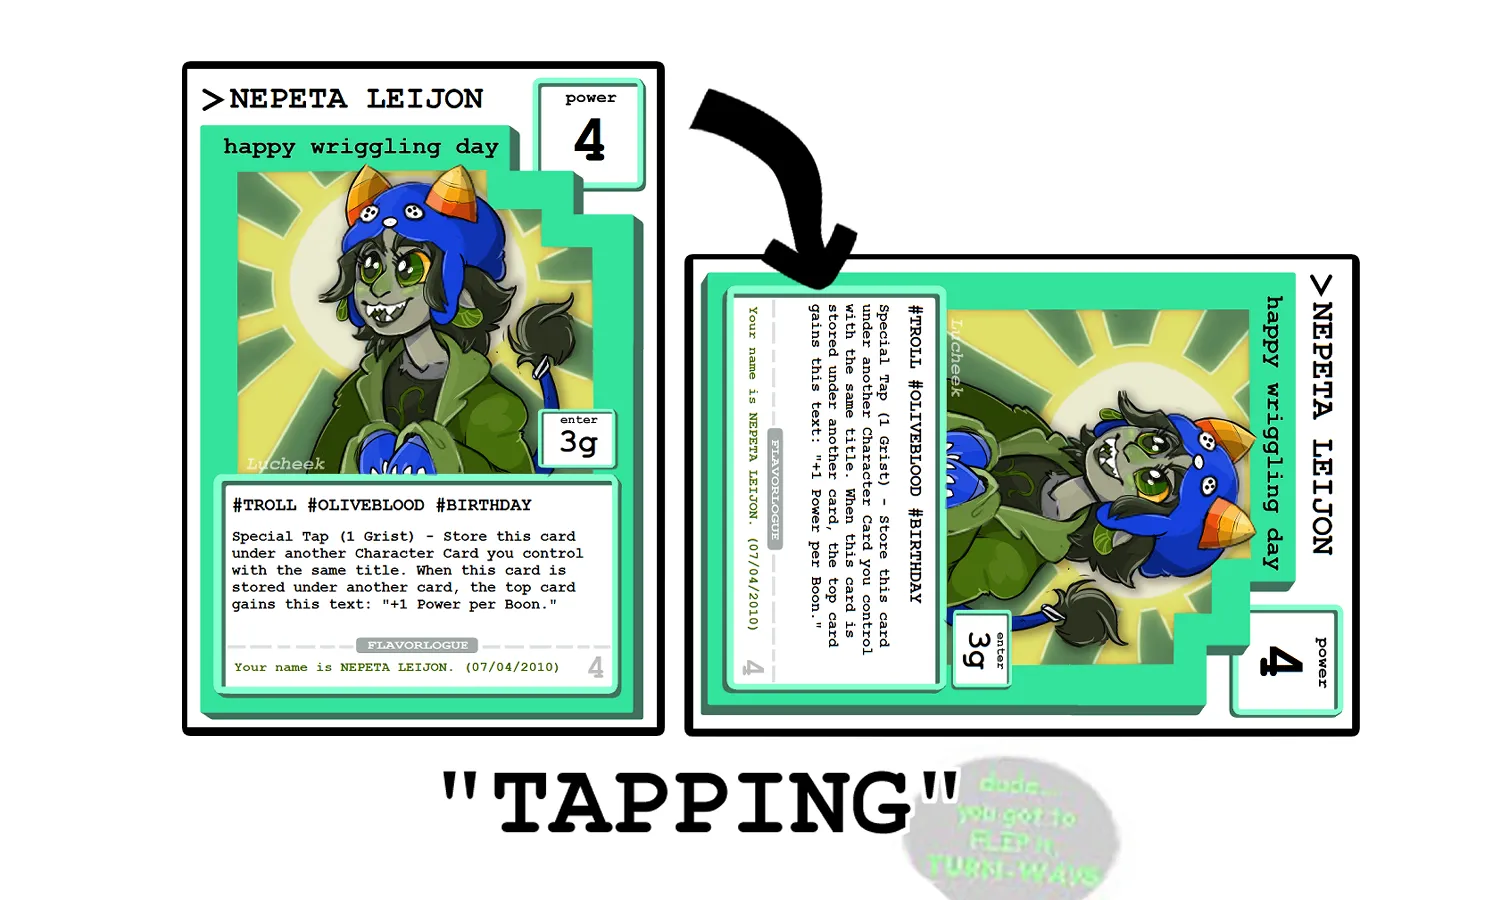 >NEPETA LEIJON
power
4
happy wriggling day
enter
3g
Lucheek
#TROLL #OLIVEBLOOD #BIRTHDAY
Special Tap (1 Grist) - Store this card
under another Character Card you control
with the same title. When this card is
stored under another card, the top card
gains this text: "+1 Power per Boon."
FLAVORLOGUE
Your name is NEPETA LEIJON. (07/04/2010)
4
>NEPETA LEIJON
power
4
happy wriggling day
enter
3g
Lucheek
#TROLL #OLIVEBLOOD #BIRTHDAY
Special Tap (1 Grist) - Store this card
under another Character Card you control
with the same title. When this card is
stored under another card, the top card
gains this text: "+1 Power per Boon."
FLAVORLOGUE
Your name is NEPETA LEIJON. (07/04/2010)
4
"TAPPING"
dude...
you got to
FLIP it,
TURN-WAYS